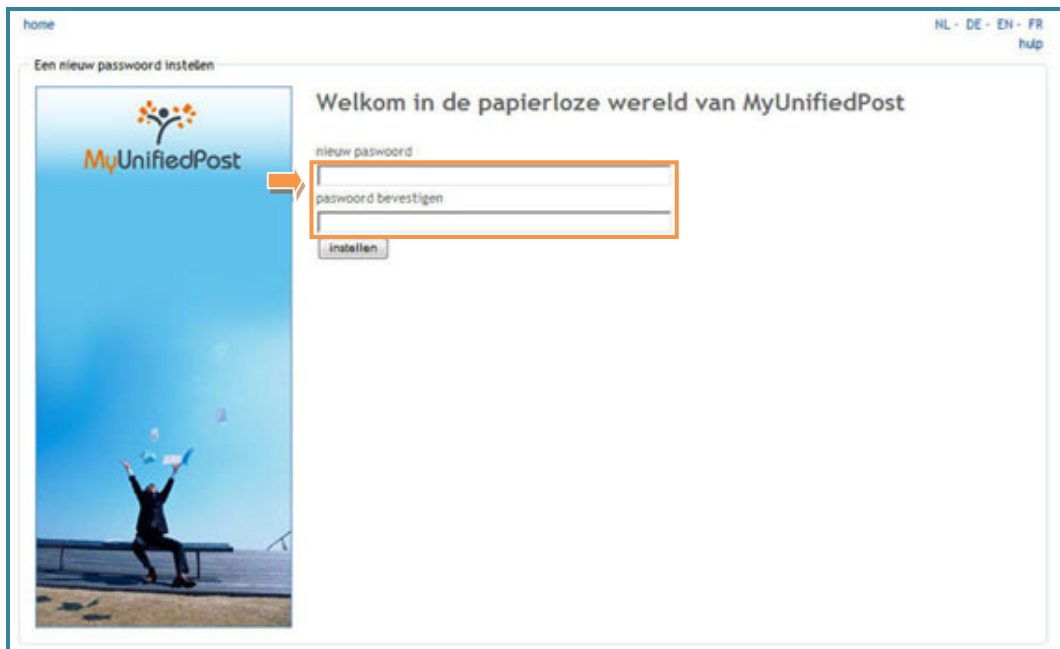 home
NL - DE - EN - FR
hulp
Een nieuw passwoord instellen
MyUnifiedPost
Welkom in de papierloze wereld van MyUnifiedPost
nieuw paswoord
paswoord bevestigen
instellen